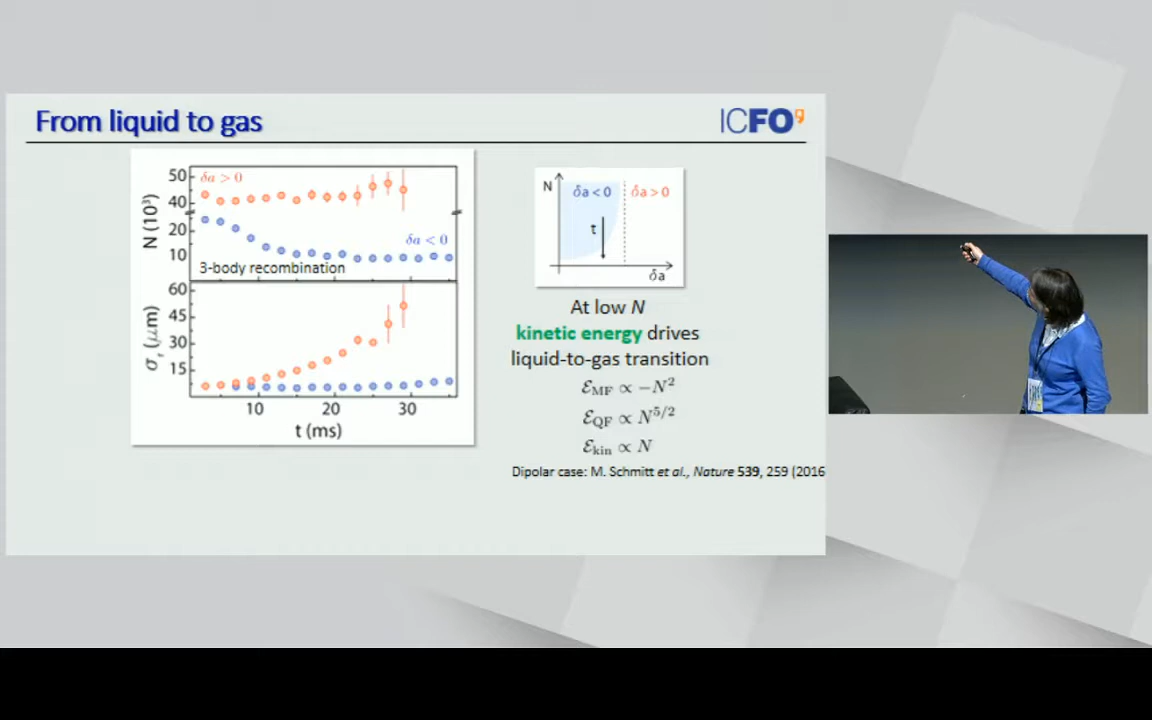 From liquid to gas
ICFO
50
40
20
10
N (10³)
δa > 0
δa < 0
3-body recombination
60
45
30
15
σr (μm)
10
20
30
t (ms)
N
δa < 0
δa > 0
t
δa
At low N
kinetic energy drives
liquid-to-gas transition
ℰMF ∝ −N²
ℰQF ∝ N^5/2
ℰkin ∝ N
Dipolar case: M. Schmitt et al., Nature 539, 259 (2016